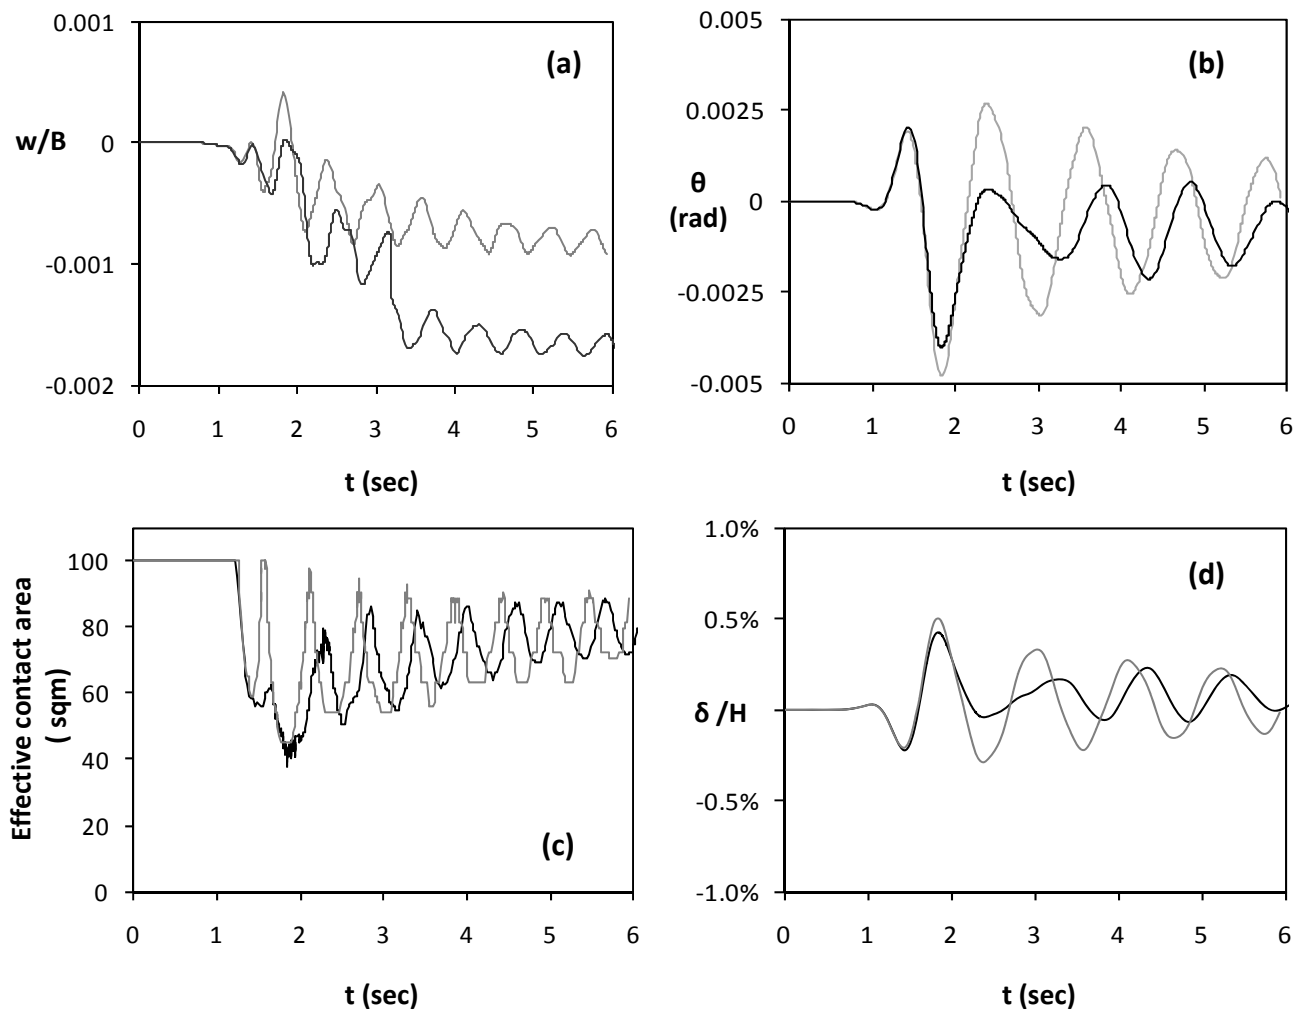 (a)
w/B
0.001
0
-0.001
-0.002
0 1 2 3 4 5 6
t (sec)
(b)
θ
(rad)
0.005
0.0025
0
-0.0025
-0.005
0 1 2 3 4 5 6
t (sec)
(c)
Effective contact area
( sqm)
100
80
60
40
20
0
0 1 2 3 4 5 6
t (sec)
(d)
δ /H
1.0%
0.5%
0.0%
-0.5%
-1.0%
0 1 2 3 4 5 6
t (sec)